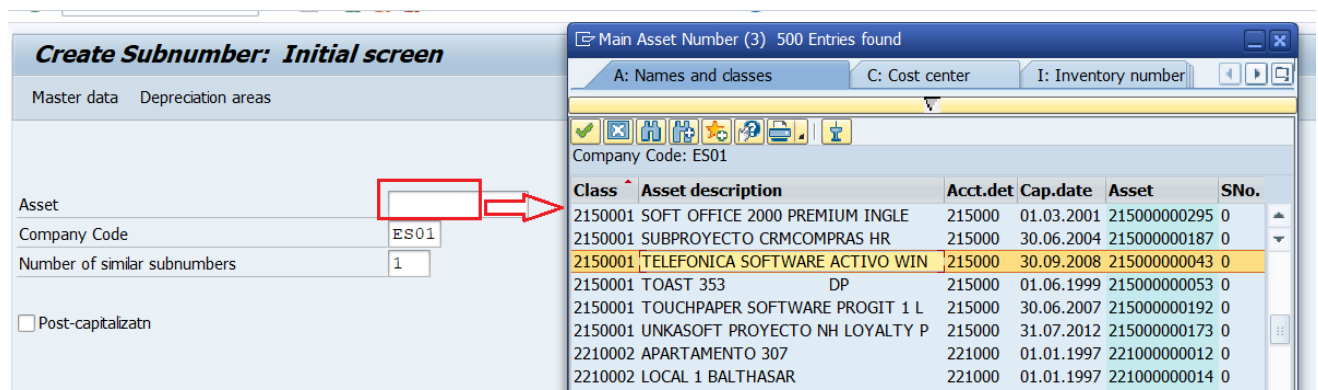 Create Subnumber: Initial screen
Master data Depreciation areas
Asset
Company Code ES01
Number of similar subnumbers 1
Post-capitalizatn
Main Asset Number (3) 500 Entries found
A: Names and classes C: Cost center I: Inventory number
Company Code: ES01
Class Asset description Acct.det Cap.date Asset SNo.
2150001 SOFT OFFICE 2000 PREMIUM INGLE 215000 01.03.2001 215000000295 0
2150001 SUBPROYECTO CRMCOMPRAS HR 215000 30.06.2004 215000000187 0
2150001 TELEFONICA SOFTWARE ACTIVO WIN 215000 30.09.2008 215000000043 0
2150001 TOAST 353 DP 215000 01.06.1999 215000000053 0
2150001 TOUCHPAPER SOFTWARE PROGIT 1 L 215000 30.06.2007 215000000192 0
2150001 UNKASOFT PROYECTO NH LOYALTY P 215000 31.07.2012 215000000173 0
2210002 APARTAMENTO 307 221000 01.01.1997 221000000012 0
2210002 LOCAL 1 BALTHASAR 221000 01.01.1997 221000000014 0